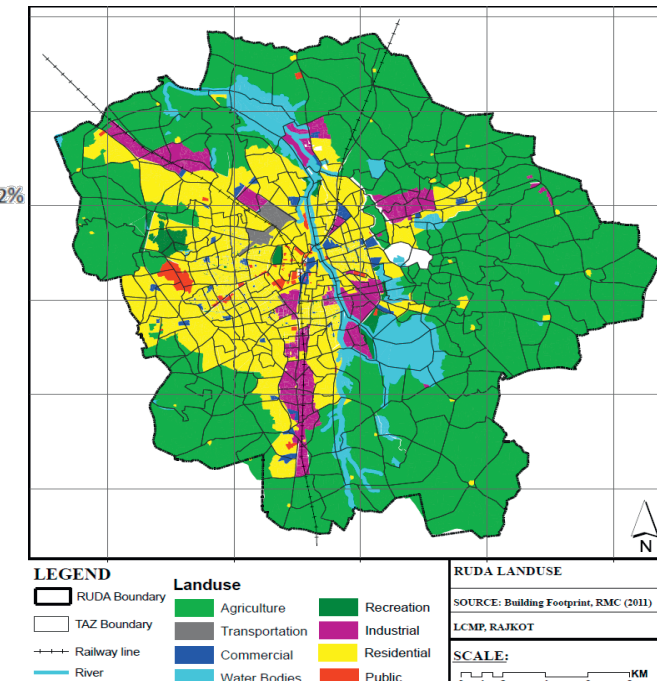 2%
N
LEGEND
RUDA Boundary
TAZ Boundary
Railway line
River
Landuse
Agriculture
Transportation
Commercial
Water Bodies
Recreation
Industrial
Residential
Public
RUDA LANDUSE
SOURCE: Building Footprint, RMC (2011)
LCMP, RAJKOT
SCALE:
KM